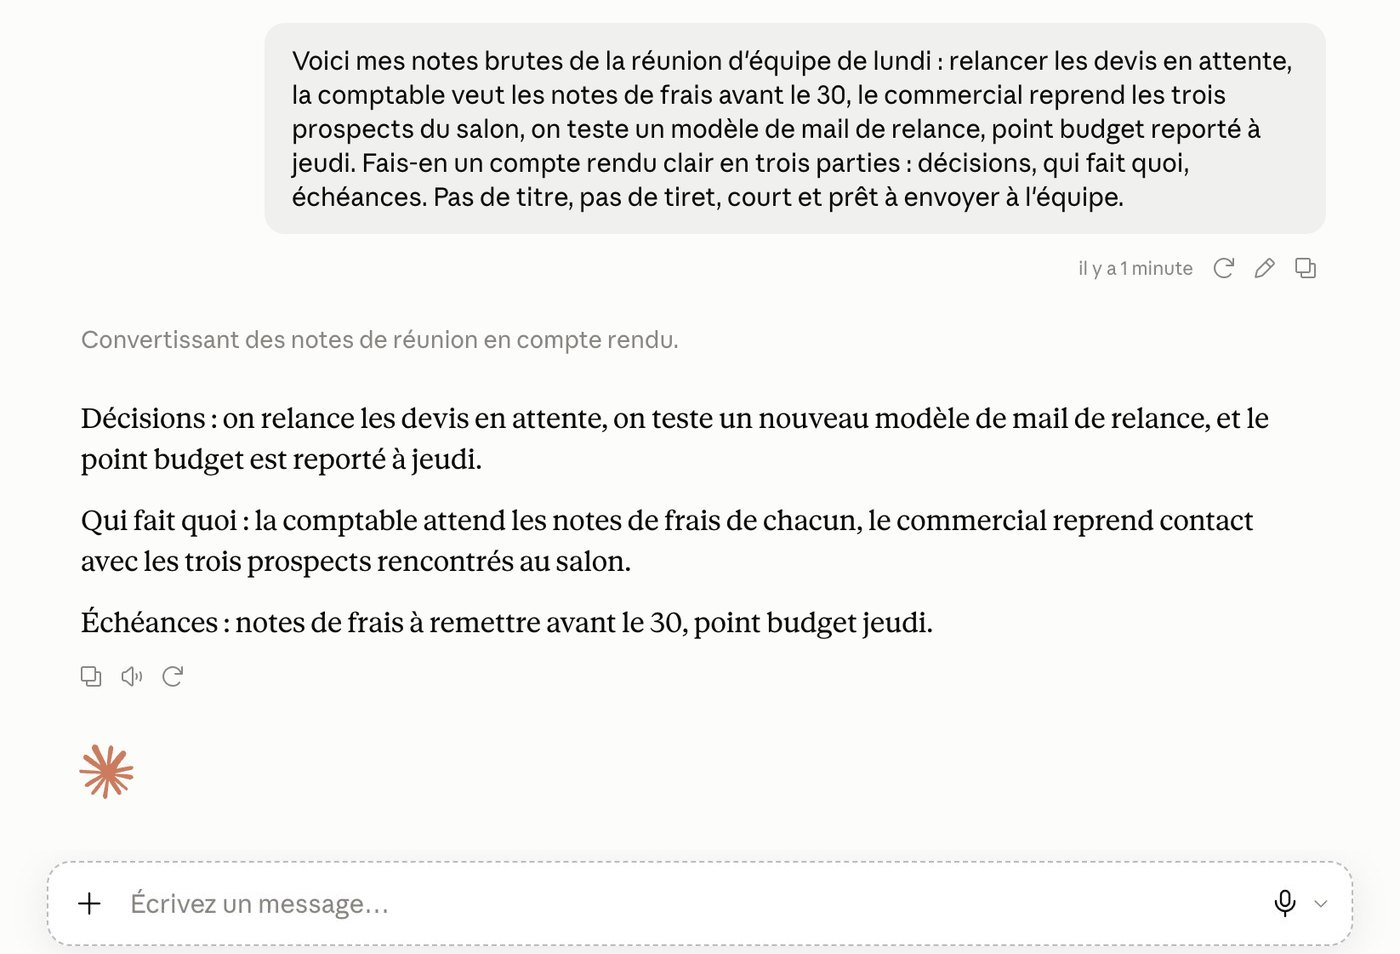 Voici mes notes brutes de la réunion d'équipe de lundi : relancer les devis en attente,
la comptable veut les notes de frais avant le 30, le commercial reprend les trois
prospects du salon, on teste un modèle de mail de relance, point budget reporté à
jeudi. Fais-en un compte rendu clair en trois parties : décisions, qui fait quoi,
échéances. Pas de titre, pas de tiret, court et prêt à envoyer à l'équipe.
il y a 1 minute
Convertissant des notes de réunion en compte rendu.
Décisions : on relance les devis en attente, on teste un nouveau modèle de mail de relance, et le
point budget est reporté à jeudi.
Qui fait quoi : la comptable attend les notes de frais de chacun, le commercial reprend contact
avec les trois prospects rencontrés au salon.
Échéances : notes de frais à remettre avant le 30, point budget jeudi.
Écrivez un message...